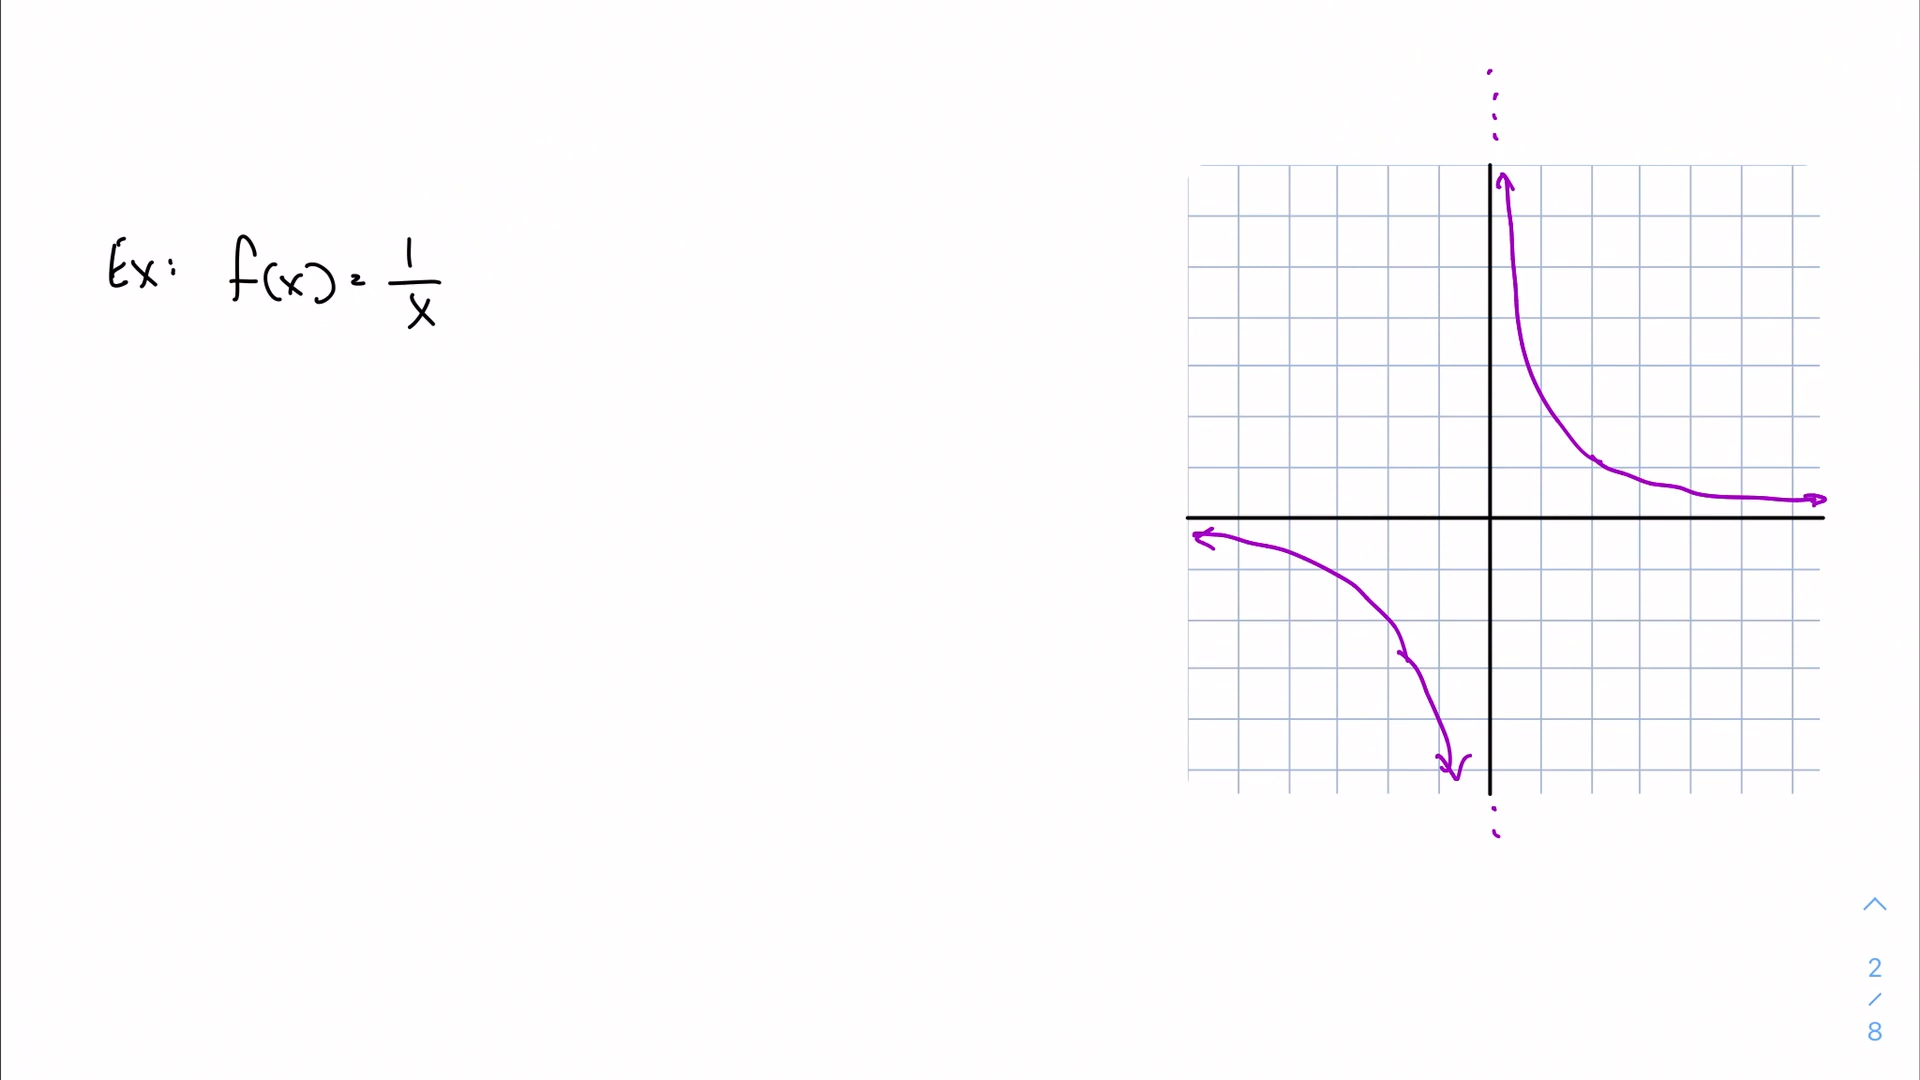 Ex: f(x) = 1/x
2
/
8